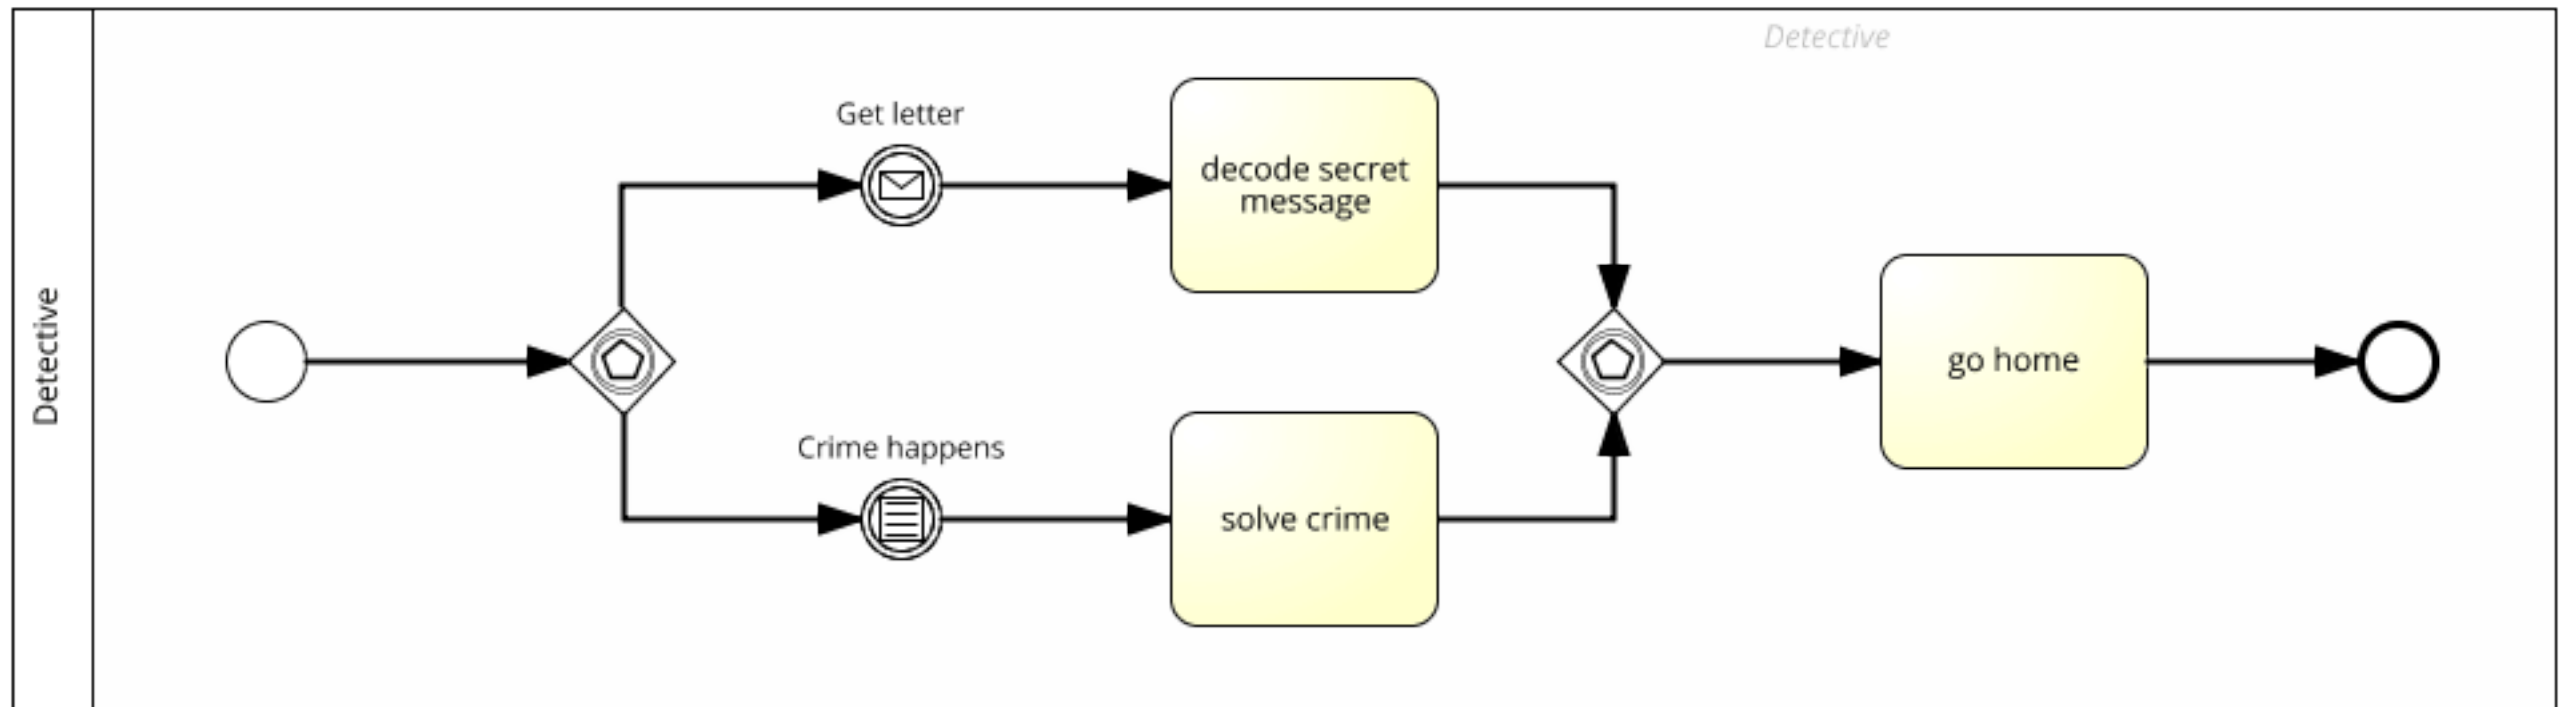 Detective
Detective
Get letter
decode secret
message
go home
Crime happens
solve crime